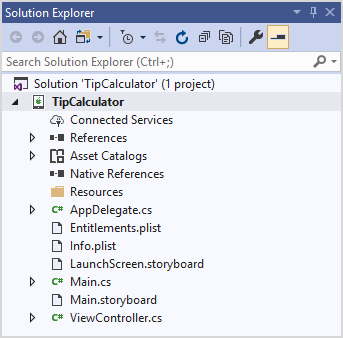 Solution Explorer
Search Solution Explorer (Ctrl+;)
Solution 'TipCalculator' (1 project)
TipCalculator
Connected Services
References
Asset Catalogs
Native References
Resources
C# AppDelegate.cs
Entitlements.plist
Info.plist
LaunchScreen.storyboard
C# Main.cs
Main.storyboard
C# ViewController.cs